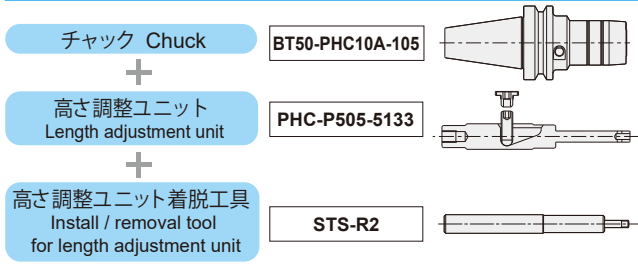 チャック Chuck
BT50-PHC10A-105
高さ調整ユニット
Length adjustment unit
PHC-P505-5133
高さ調整ユニット着脱工具
Install / removal tool
for length adjustment unit
STS-R2